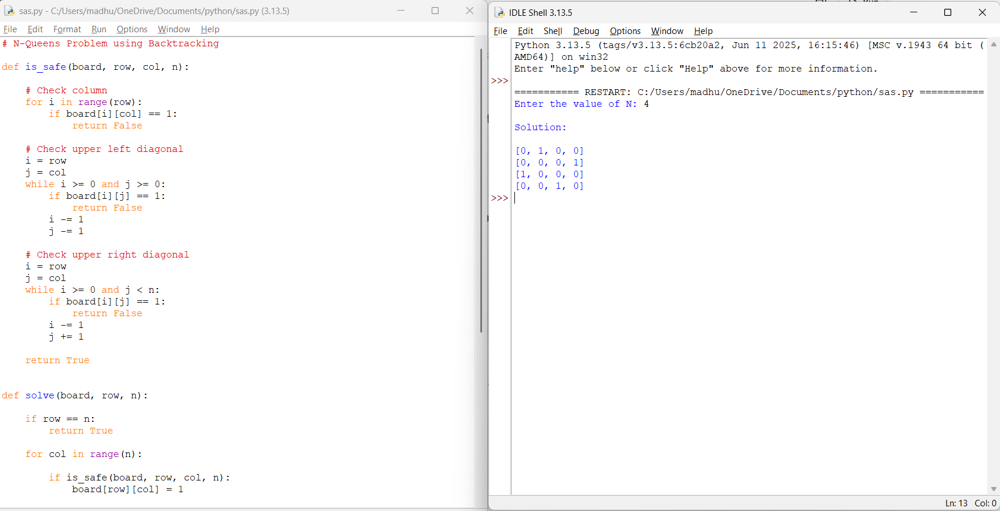 sas.py - C:/Users/madhu/OneDrive/Documents/python/sas.py (3.13.5)
File Edit Format Run Options Window Help
# N-Queens Problem using Backtracking
def is_safe(board, row, col, n):
    # Check column
    for i in range(row):
        if board[i][col] == 1:
            return False
    # Check upper left diagonal
    i = row
    j = col
    while i >= 0 and j >= 0:
        if board[i][j] == 1:
            return False
        i -= 1
        j -= 1
    # Check upper right diagonal
    i = row
    j = col
    while i >= 0 and j < n:
        if board[i][j] == 1:
            return False
        i -= 1
        j += 1
    return True
def solve(board, row, n):
    if row == n:
        return True
    for col in range(n):
        if is_safe(board, row, col, n):
            board[row][col] = 1
IDLE Shell 3.13.5
File Edit Shell Debug Options Window Help
Python 3.13.5 (tags/v3.13.5:6cb20a2, Jun 11 2025, 16:15:46) [MSC v.1943 64 bit (
AMD64)] on win32
Enter "help" below or click "Help" above for more information.
>>>
=========== RESTART: C:/Users/madhu/OneDrive/Documents/python/sas.py ===========
Enter the value of N: 4
Solution:
[0, 1, 0, 0]
[0, 0, 0, 1]
[1, 0, 0, 0]
[0, 0, 1, 0]
>>>
Ln: 13 Col: 0